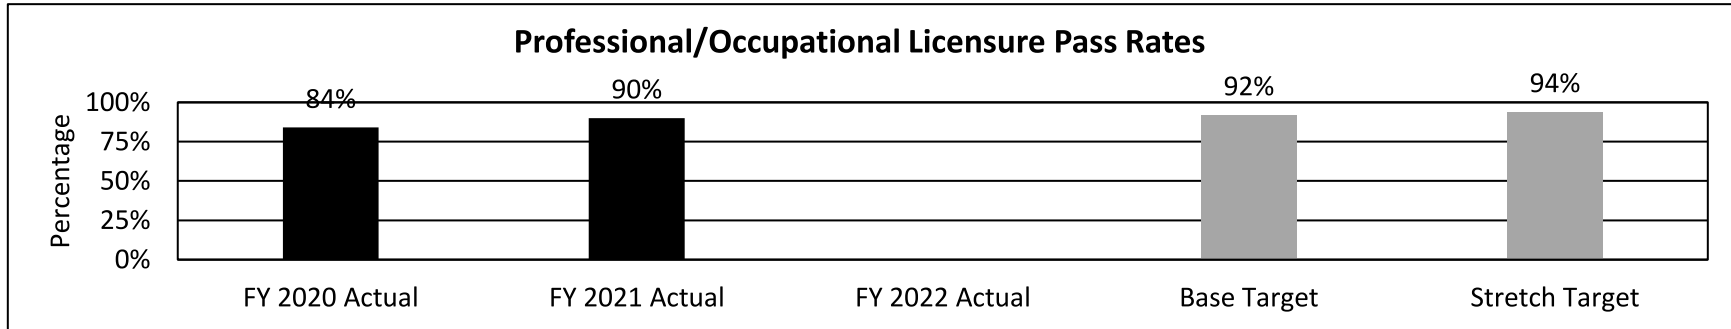 Professional/Occupational Licensure Pass Rates
84%
90%
92%
94%
Percentage
100%
75%
50%
25%
0%
FY 2020 Actual
FY 2021 Actual
FY 2022 Actual
Base Target
Stretch Target